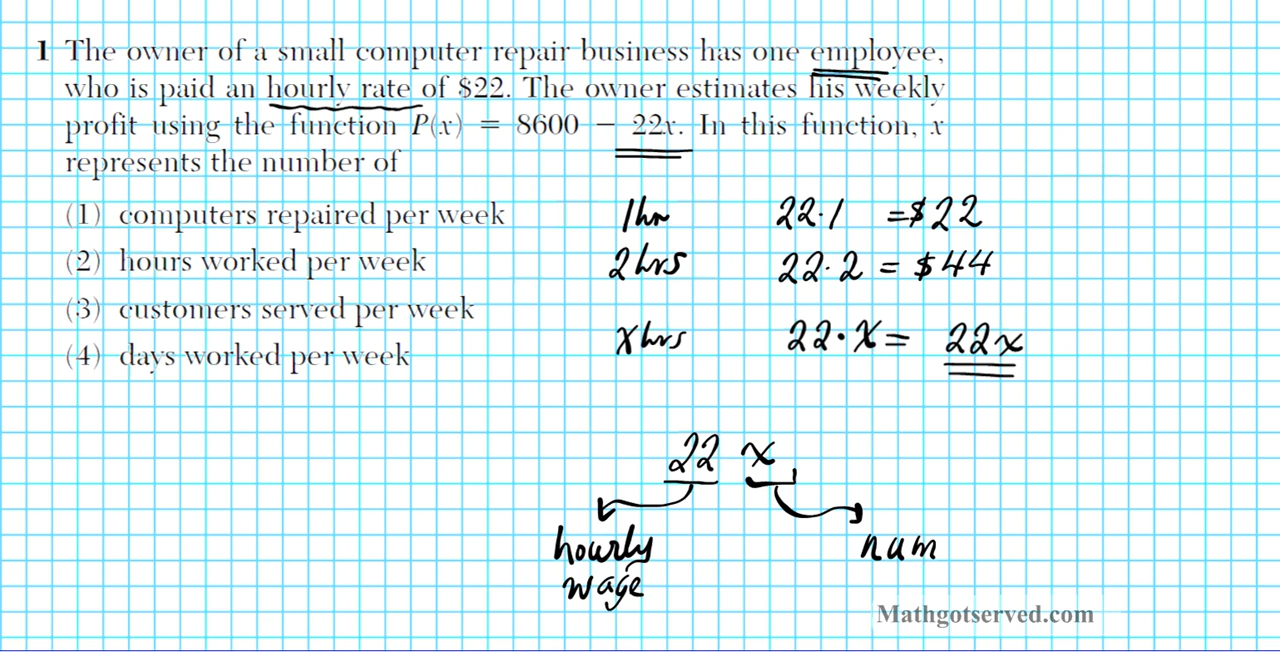 1 The owner of a small computer repair business has one employee,
who is paid an hourly rate of $22. The owner estimates his weekly
profit using the function P(x) = 8600 − 22x. In this function, x
represents the number of
(1) computers repaired per week
(2) hours worked per week
(3) customers served per week
(4) days worked per week
1hr 22·1 =$22
2hrs 22·2 = $44
xhrs 22·x= 22x
22 x
hourly
wage
num
Mathgotserved.com